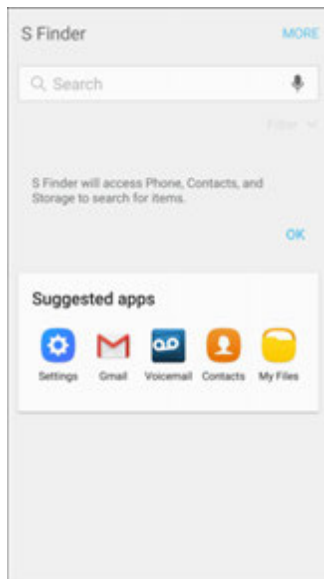 S Finder
MORE
Search
Filter
S Finder will access Phone, Contacts, and
Storage to search for items.
OK
Suggested apps
Settings
Gmail
Voicemail
Contacts
My Files